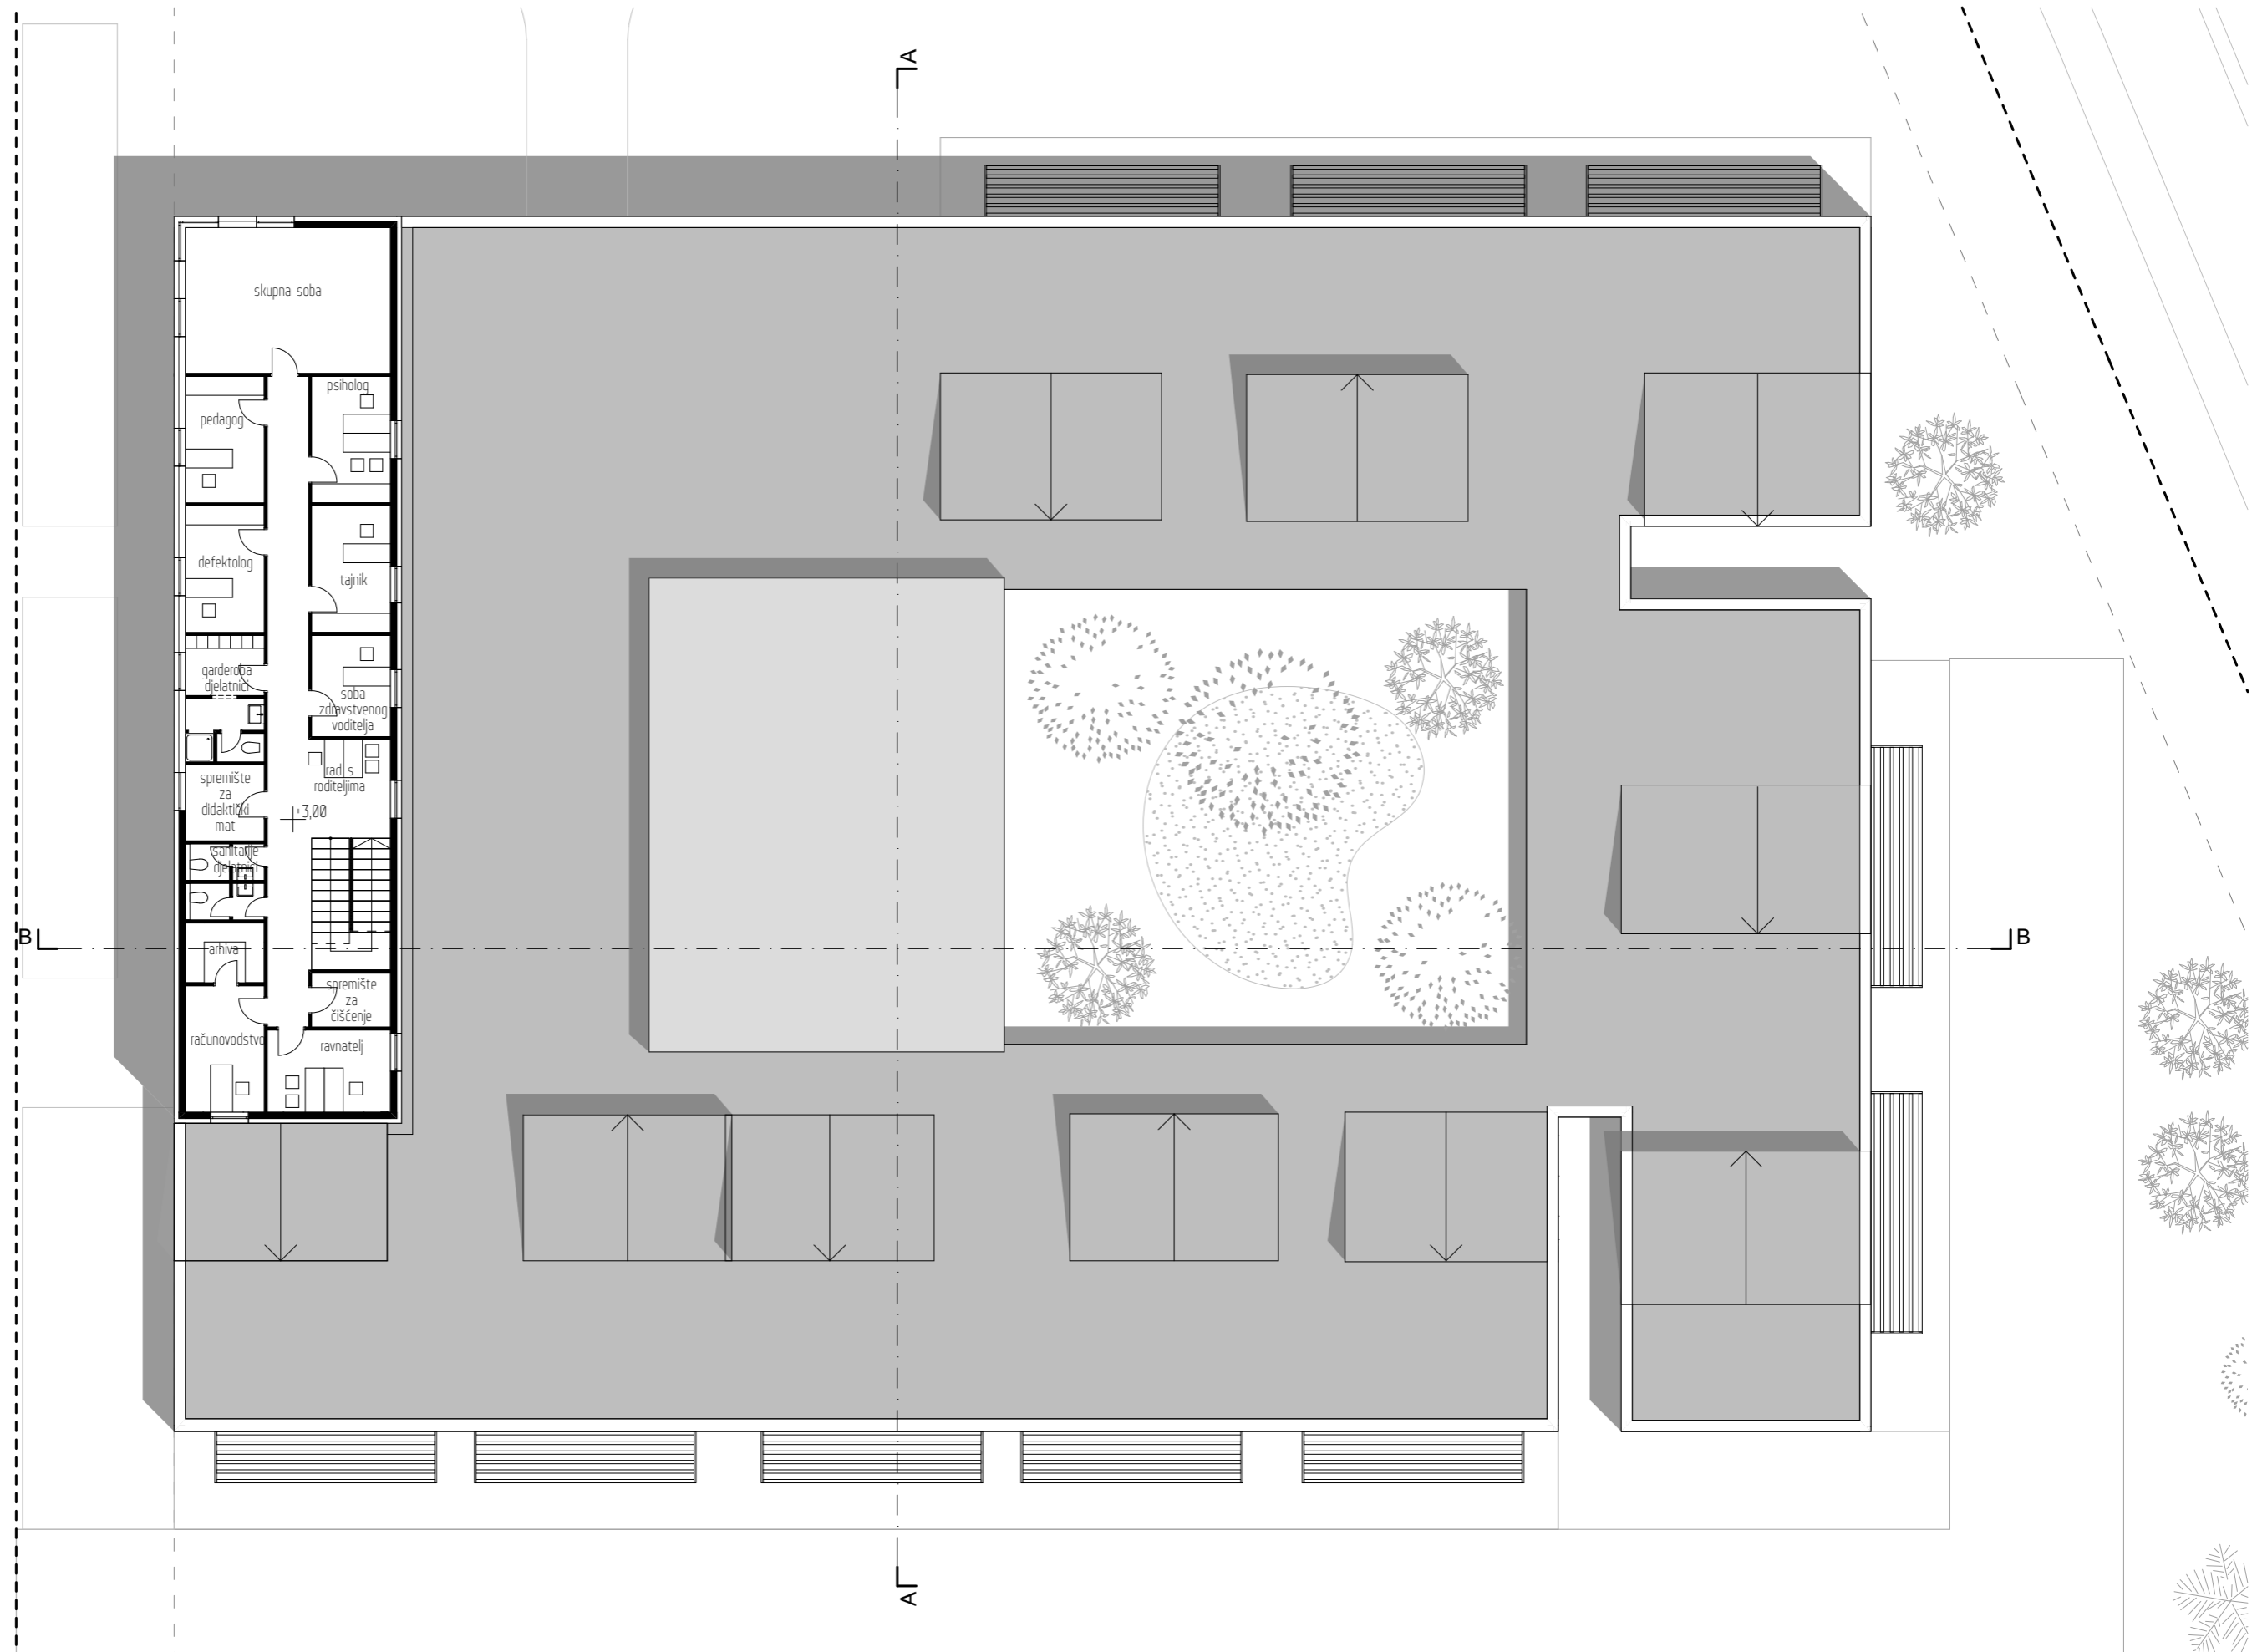 A
skupna soba
psiholog
pedagog
defektolog
tajnik
garderoba
djelatnici
soba
zdravstvenog
voditelja
rad s
roditeljima
spremište
za
didaktički
mat
+3,00
sanitarije
djelatnici
B
B
arhiva
spremište
za
čišćenje
računovodstvo
ravnatelj
A